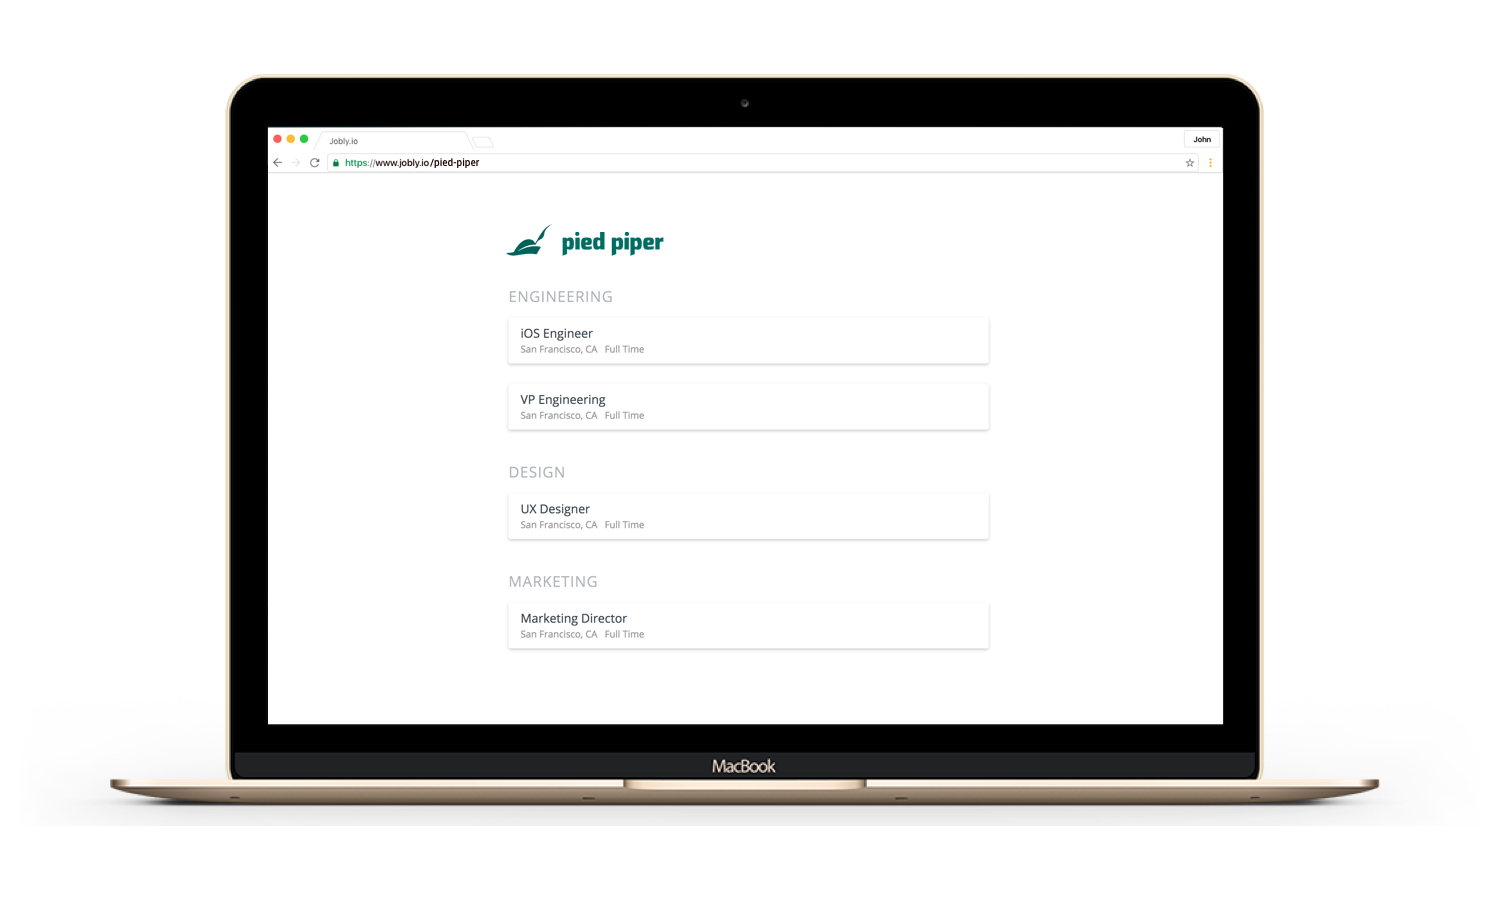 Jobly.io
John
https://www.jobly.io/pied-piper
pied piper
ENGINEERING
iOS Engineer
San Francisco, CA Full Time
VP Engineering
San Francisco, CA Full Time
DESIGN
UX Designer
San Francisco, CA Full Time
MARKETING
Marketing Director
San Francisco, CA Full Time
MacBook